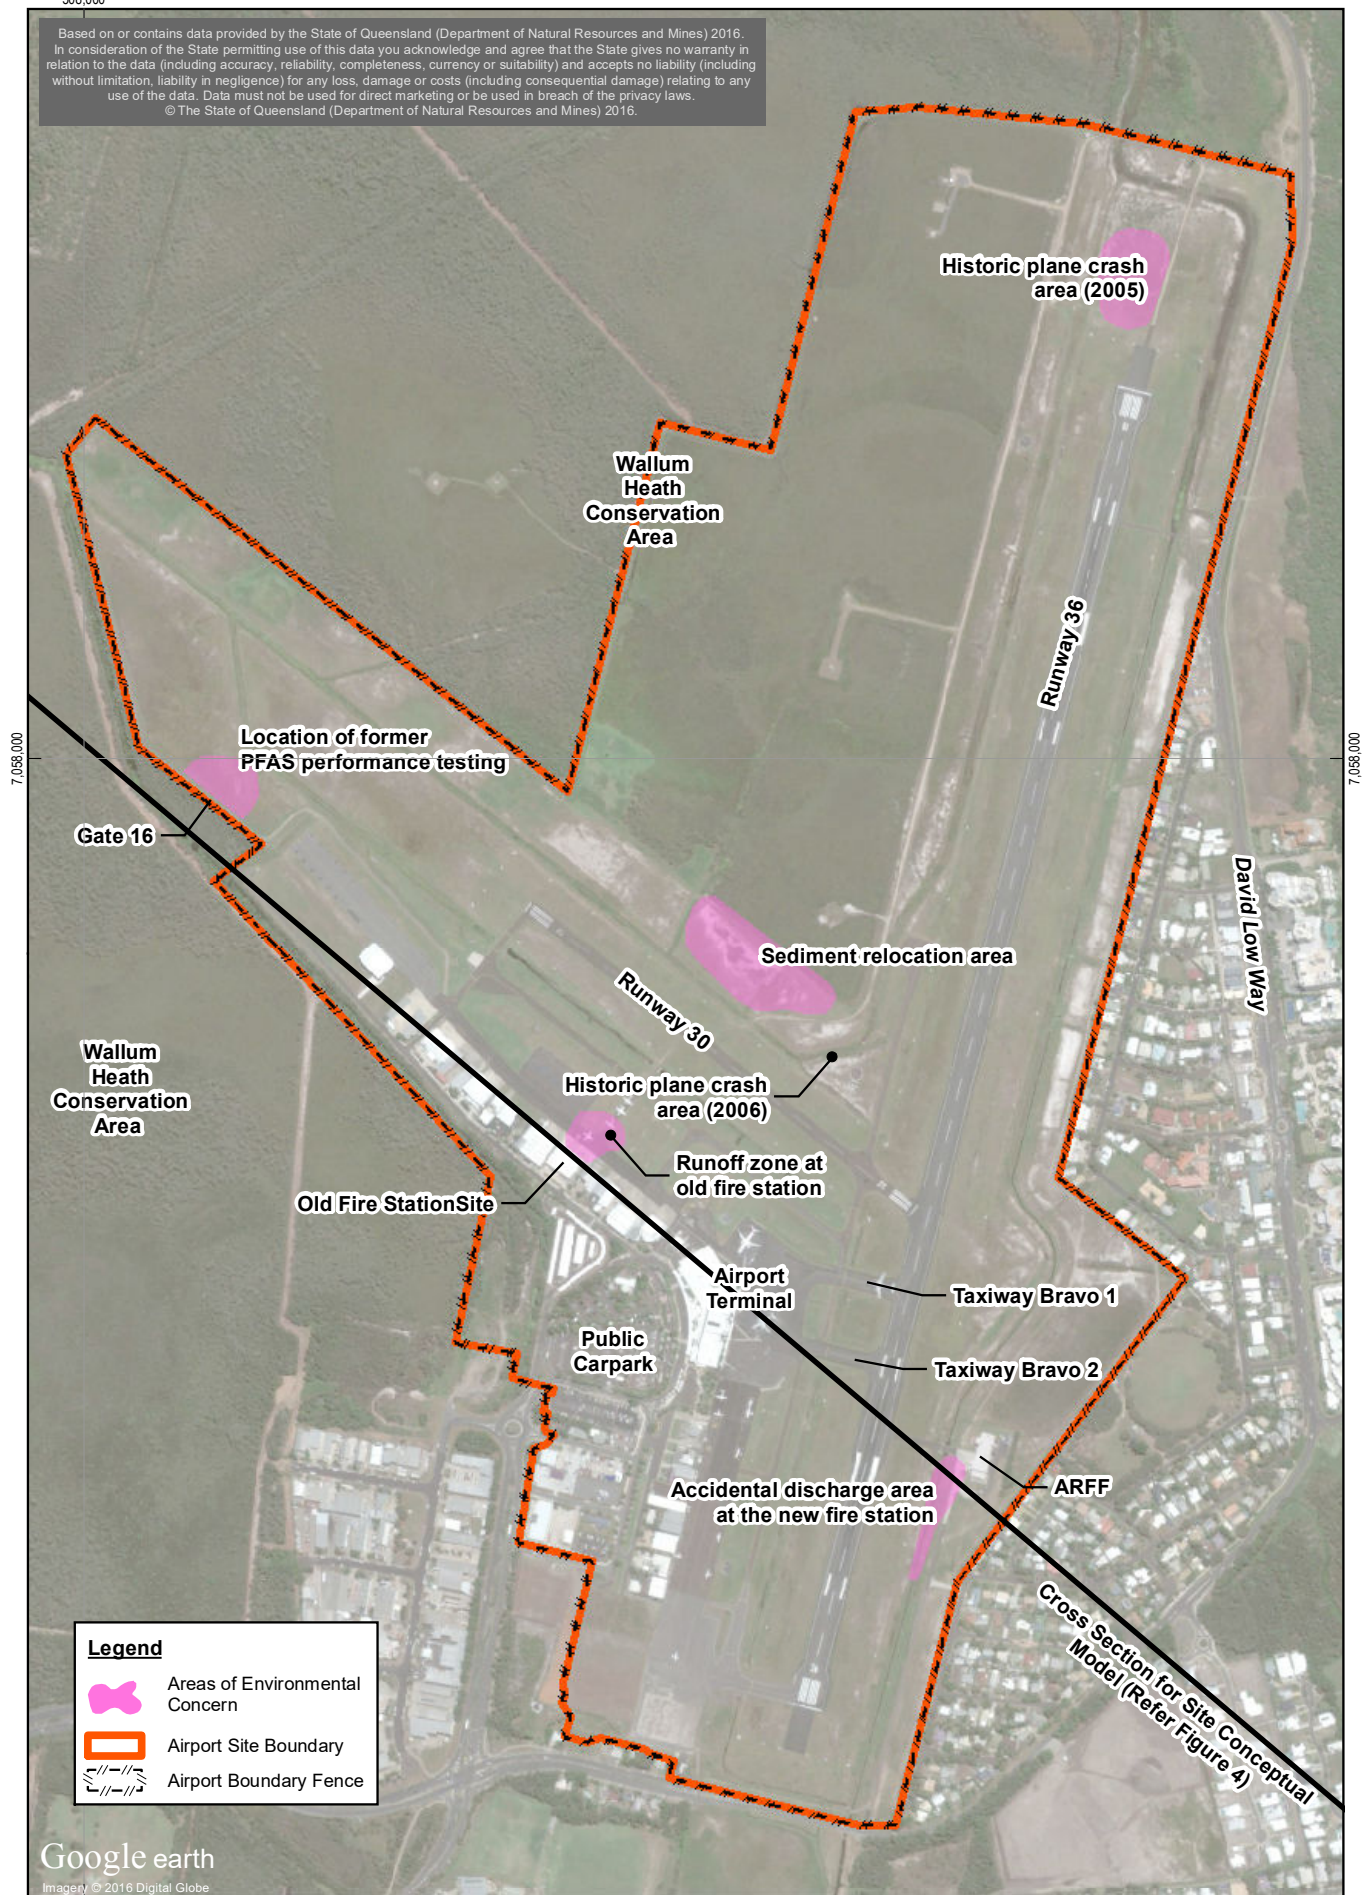 Based on or contains data provided by the State of Queensland (Department of Natural Resources and Mines) 2016.
In consideration of the State permitting use of this data you acknowledge and agree that the State gives no warranty in
relation to the data (including accuracy, reliability, completeness, currency or suitability) and accepts no liability (including
without limitation, liability in negligence) for any loss, damage or costs (including consequential damage) relating to any
use of the data. Data must not be used for direct marketing or be used in breach of the privacy laws.
© The State of Queensland (Department of Natural Resources and Mines) 2016.
Historic plane crash
area (2005)
Wallum
Heath
Conservation
Area
Runway 36
Location of former
PFAS performance testing
7,058,000
7,058,000
Gate 16
David Low Way
Sediment relocation area
Runway 30
Wallum
Heath
Conservation
Area
Historic plane crash
area (2006)
Runoff zone at
old fire station
Old Fire StationSite
Airport
Terminal
Taxiway Bravo 1
Public
Carpark
Taxiway Bravo 2
Accidental discharge area
at the new fire station
ARFF
Cross Section for Site Conceptual
Model (Refer Figure 4)
Legend
Areas of Environmental
Concern
Airport Site Boundary
Airport Boundary Fence
Google earth
Imagery © 2016 Digital Globe